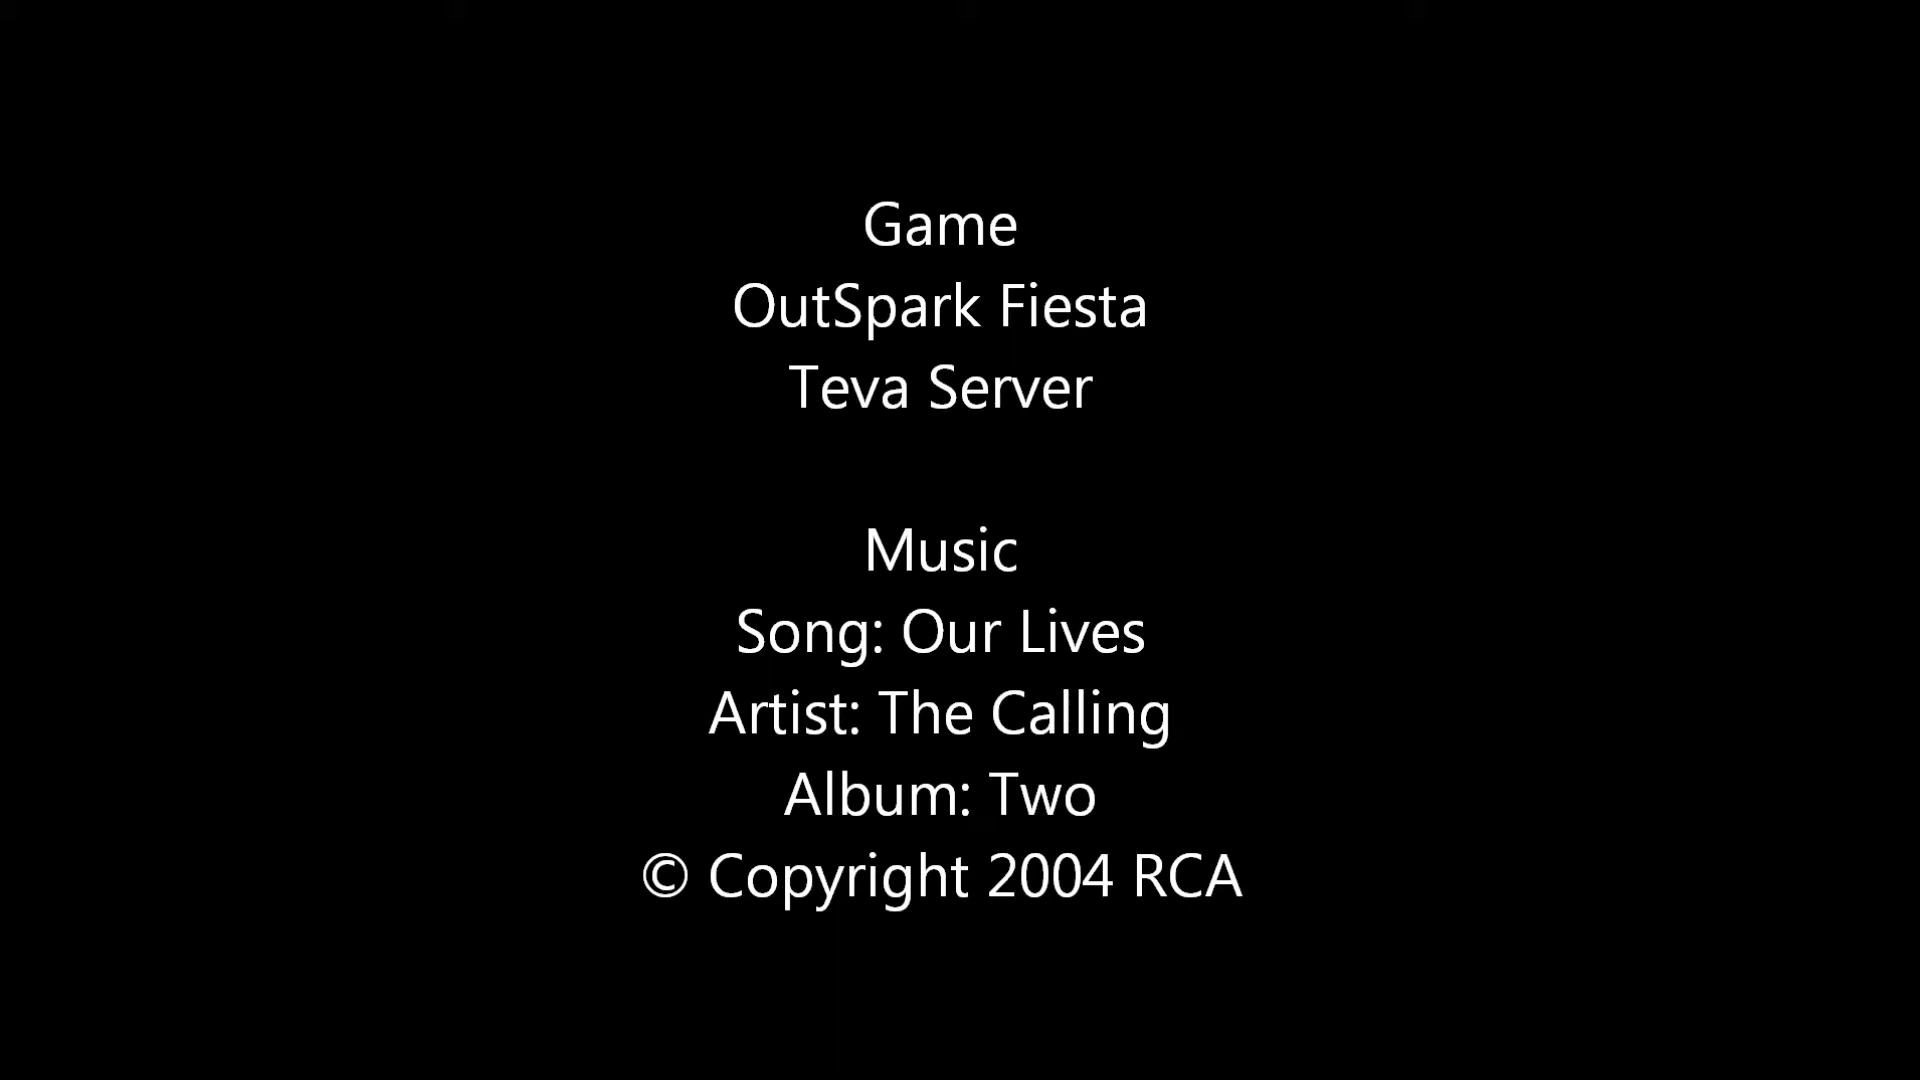 Game
OutSpark Fiesta
Teva Server
Music
Song: Our Lives
Artist: The Calling
Album: Two
© Copyright 2004 RCA